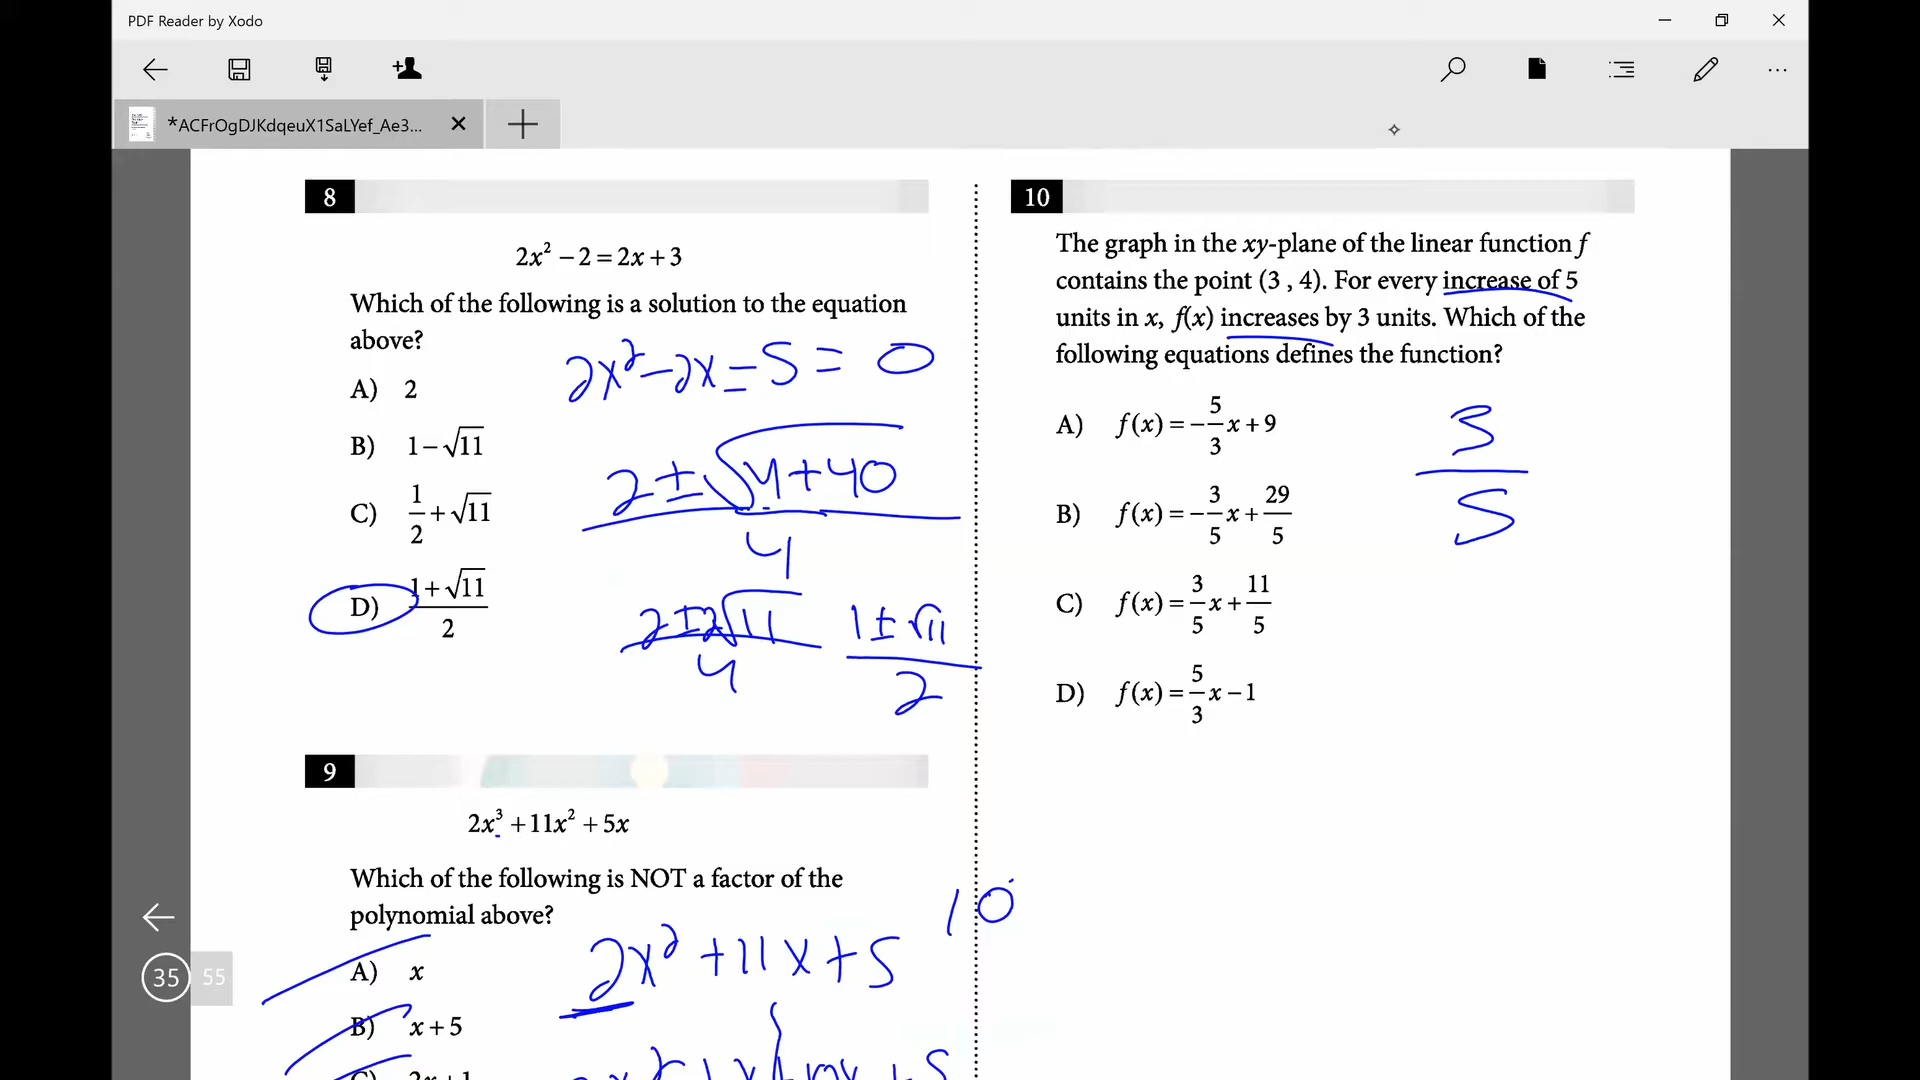 PDF Reader by Xodo
*ACFrOgDJKdqeuX1SaLYef_Ae3...
8
2x² − 2 = 2x + 3
Which of the following is a solution to the equation
above?
2x² − 2x − 5 = 0
A) 2
B) 1 − √11
C) 1/2 + √11
D) (1 + √11)/2
2 ± √4 + 40
4
2 ± 2√11
4
1 ± √11
2
9
2x³ + 11x² + 5x
Which of the following is NOT a factor of the
polynomial above?
10
2x² + 11x + 5
A) x
B) x + 5
C) 2x + 1
10
The graph in the xy-plane of the linear function f
contains the point (3 , 4). For every increase of 5
units in x, f(x) increases by 3 units. Which of the
following equations defines the function?
A) f(x) = −5/3 x + 9
B) f(x) = −3/5 x + 29/5
C) f(x) = 3/5 x + 11/5
D) f(x) = 5/3 x − 1
3
5
35
55